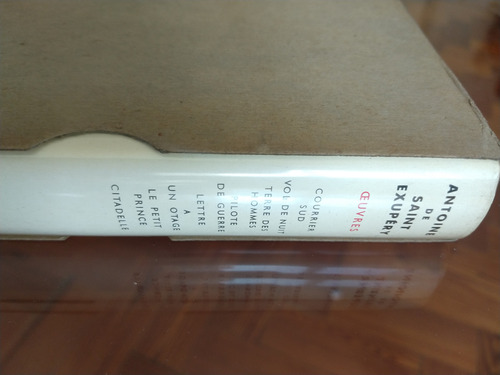 ANTOINE
DE
SAINT
EXUPÉRY
ŒUVRES
COURRIER
SUD
VOL DE NUIT
TERRE DES
HOMMES
PILOTE
DE GUERRE
LETTRE
A
UN OTAGE
LE PETIT
PRINCE
CITADELLE